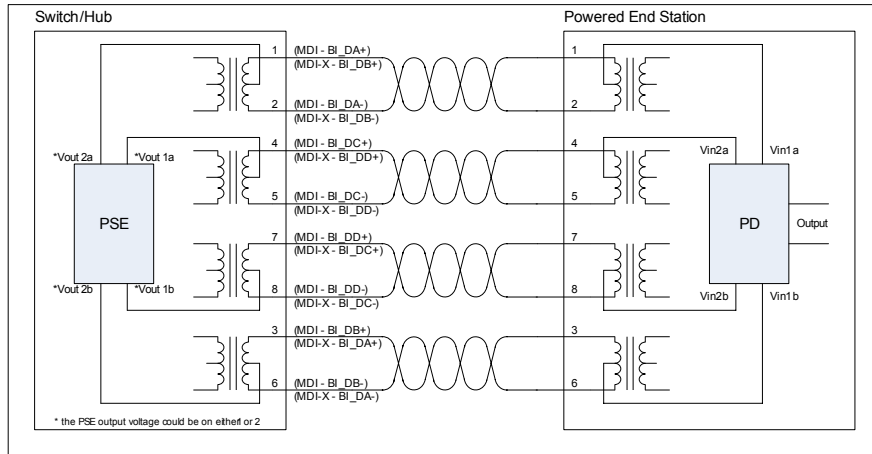 Switch/Hub
Powered End Station
1 (MDI - BI_DA+) 1
(MDI-X - BI_DB+)
2 (MDI - BI_DA-) 2
(MDI-X - BI_DB-)
4 (MDI - BI_DC+) 4
(MDI-X - BI_DD+)
*Vout 2a *Vout 1a
Vin2a Vin1a
5 (MDI - BI_DC-) 5
(MDI-X - BI_DD-)
PSE
PD
Output
7 (MDI - BI_DD+) 7
(MDI-X - BI_DC+)
*Vout 2b *Vout 1b
Vin2b Vin1b
8 (MDI - BI_DD-) 8
(MDI-X - BI_DC-)
3 (MDI - BI_DB+) 3
(MDI-X - BI_DA+)
6 (MDI - BI_DB-) 6
(MDI-X - BI_DA-)
* the PSE output voltage could be on either1 or 2